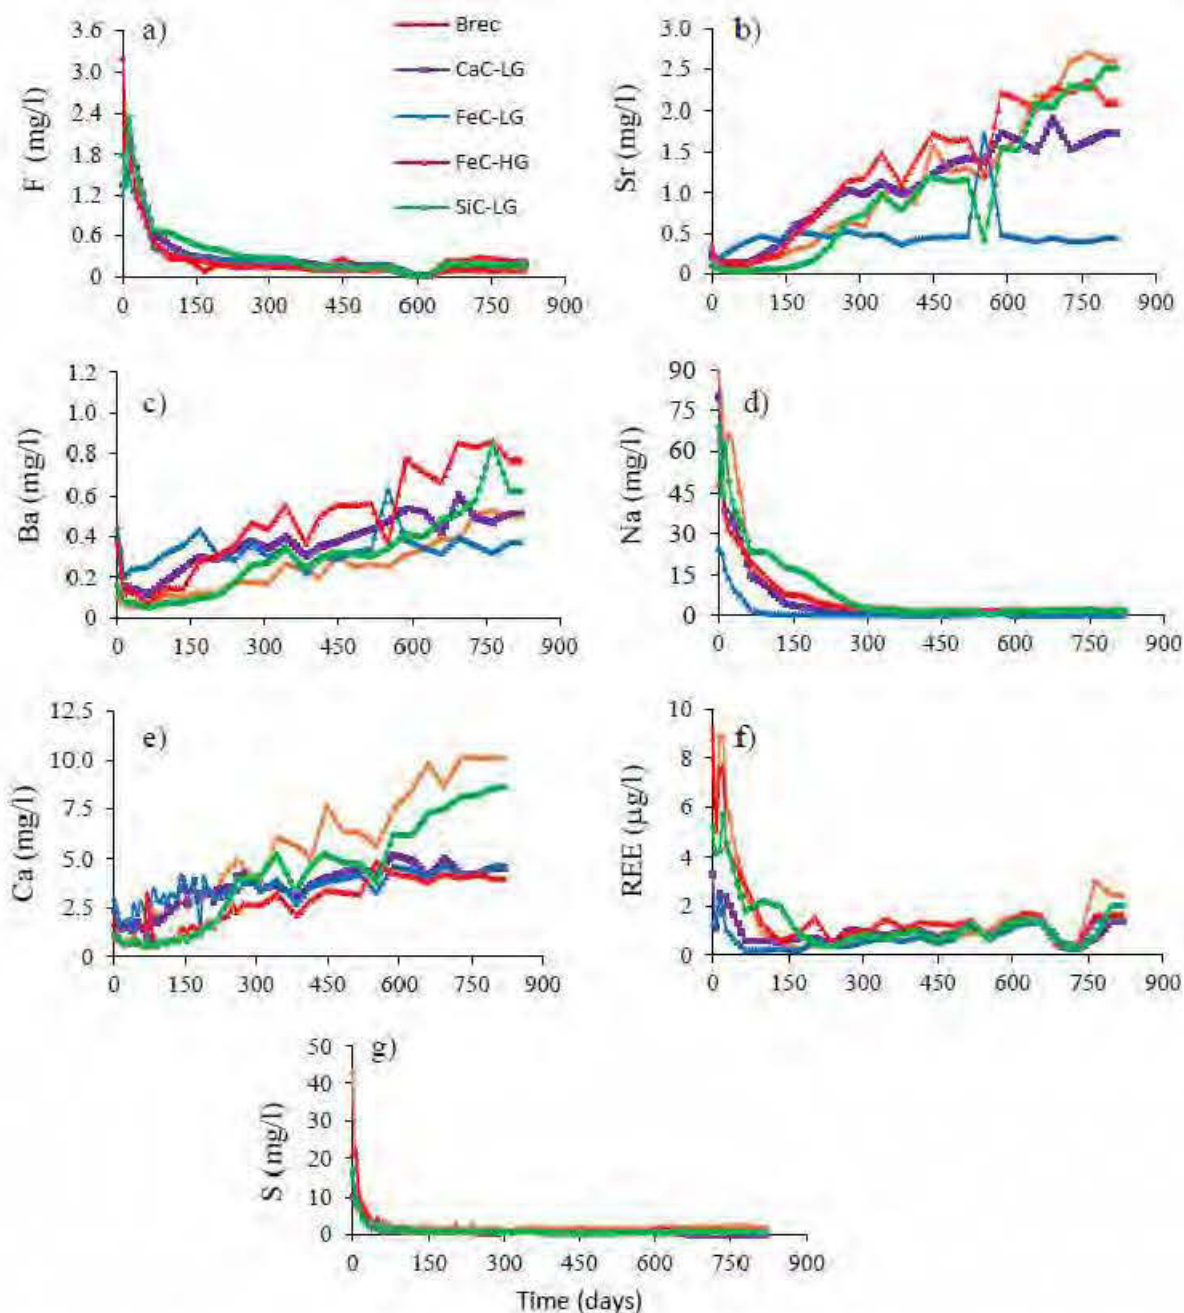 a)
Brec
CaC-LG
FeC-LG
FeC-HG
SiC-LG
F (mg/l)
3.6
3.0
2.4
1.8
1.2
0.6
0
0 150 300 450 600 750 900
b)
Sr (mg/l)
3.0
2.5
2.0
1.5
1.0
0.5
0
0 150 300 450 600 750 900
c)
Ba (mg/l)
1.2
1.0
0.8
0.6
0.4
0.2
0
0 150 300 450 600 750 900
d)
Na (mg/l)
90
75
60
45
30
15
0
0 150 300 450 600 750 900
e)
Ca (mg/l)
12.5
10.0
7.5
5.0
2.5
0
0 150 300 450 600 750 900
f)
REE (µg/l)
10
8
6
4
2
0
0 150 300 450 600 750 900
g)
S (mg/l)
50
40
30
20
10
0
0 150 300 450 600 750 900
Time (days)